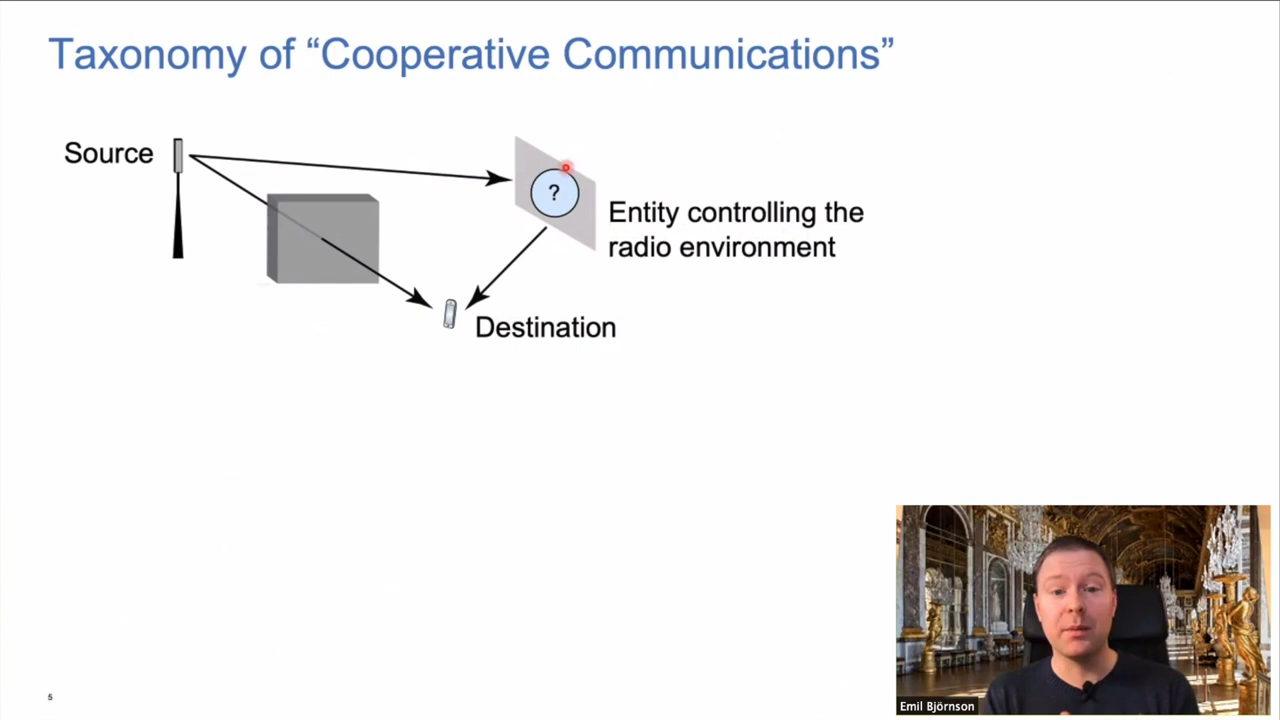 Taxonomy of “Cooperative Communications”
Source
?
Entity controlling the
radio environment
Destination
5
Emil Björnson